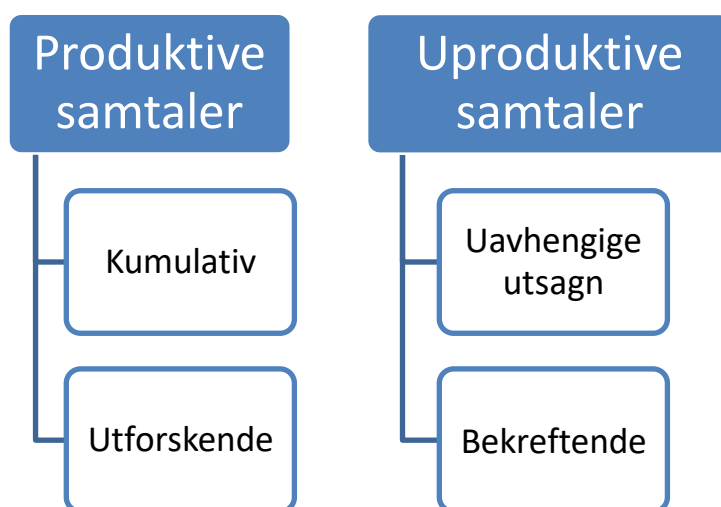 Produktive
samtaler
Kumulativ
Utforskende
Uproduktive
samtaler
Uavhengige
utsagn
Bekreftende